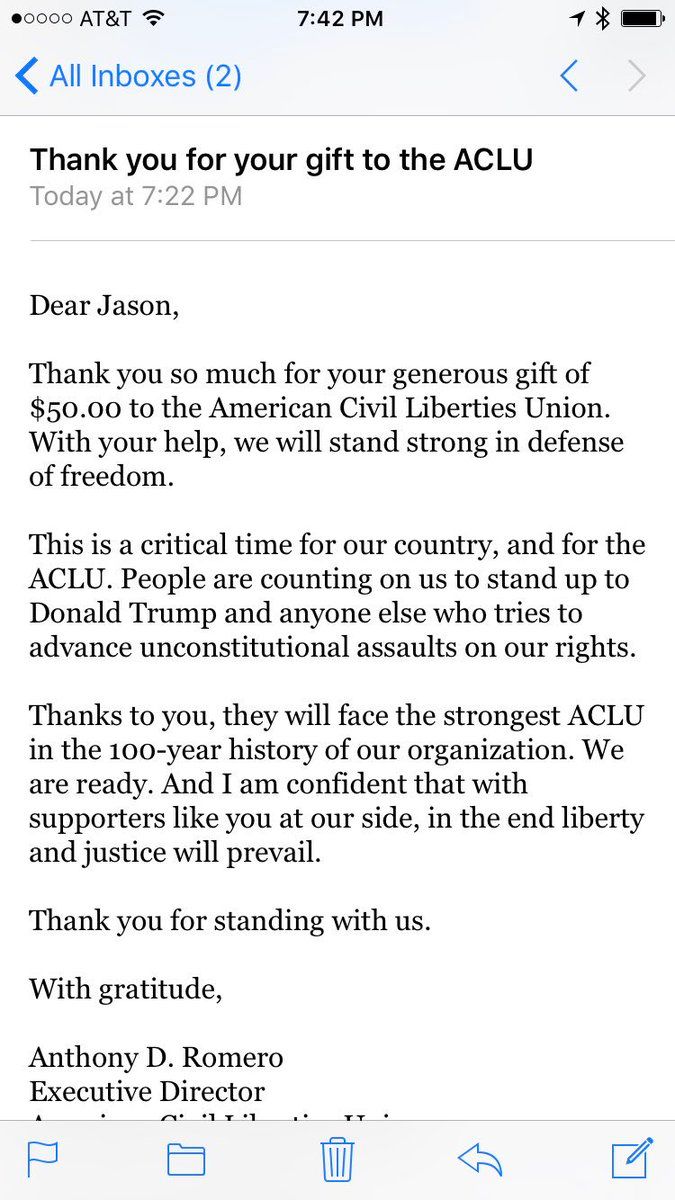 AT&T 7:42 PM
All Inboxes (2)
Thank you for your gift to the ACLU
Today at 7:22 PM
Dear Jason,
Thank you so much for your generous gift of
$50.00 to the American Civil Liberties Union.
With your help, we will stand strong in defense
of freedom.
This is a critical time for our country, and for the
ACLU. People are counting on us to stand up to
Donald Trump and anyone else who tries to
advance unconstitutional assaults on our rights.
Thanks to you, they will face the strongest ACLU
in the 100-year history of our organization. We
are ready. And I am confident that with
supporters like you at our side, in the end liberty
and justice will prevail.
Thank you for standing with us.
With gratitude,
Anthony D. Romero
Executive Director